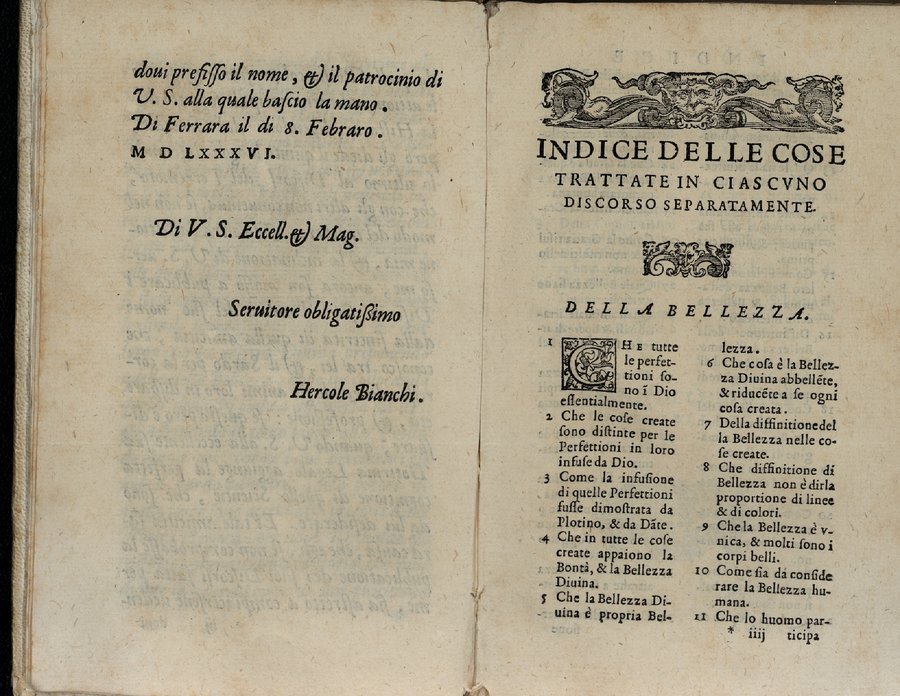 doui prefisso il nome, & il patrocinio di
V. S. alla quale bascio la mano.
Di Ferrara il di 8. Febraro.
M D LXXXVI.
Di V. S. Eccell. & Mag.
Seruitore obligatißimo
Hercole Bianchi.
INDICE DELLE COSE
TRATTATE IN CIASCVNO
DISCORSO SEPARATAMENTE.
DELLA BELLEZZA.
1 CHE tutte
le perfet-
tioni so-
no ĩ Dio
essentialmente.
2 Che le cose create
sono distinte per le
Perfettioni in loro
infuse da Dio.
3 Come la infusione
di quelle Perfettioni
fusse dimostrata da
Plotino, & da Dãte.
4 Che in tutte le cose
create appaiono la
Bontà, & la Bellezza
Diuina.
5 Che la Bellezza Di-
uina è propria Bel-
lezza.
6 Che cosa è la Bellez-
za Diuina abbellẽte,
& riducẽte a se ogni
cosa creata.
7 Della diffinitione del
la Bellezza nelle co-
se create.
8 Che diffinitione di
Bellezza non è dirla
proportione di linee
& di colori.
9 Che la Bellezza è v-
nica, & molti sono i
corpi belli.
10 Come sia da conside
rare la Bellezza hu-
mana.
11 Che lo huomo par-
* iiij ticipa